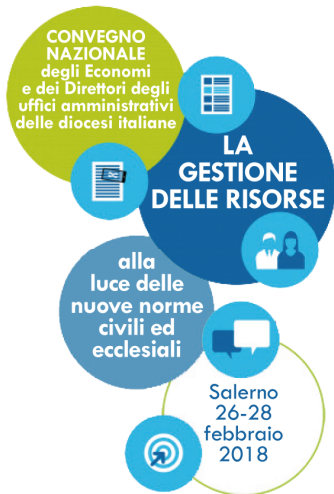 CONVEGNO
NAZIONALE
degli Economi
e dei Direttori degli
uffici amministrativi
delle diocesi italiane
LA
GESTIONE
DELLE RISORSE
alla
luce delle
nuove norme
civili ed
ecclesiali
Salerno
26-28
febbraio
2018